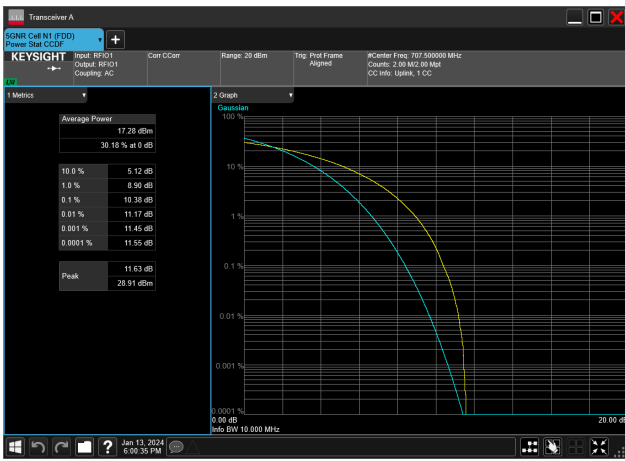 Transceiver A
5GNR Cell N1 (FDD)
Power Stat CCDF
KEYSIGHT
Input: RFIO1
Output: RFIO1
Coupling: AC
Corr CCorr
Range: 20 dBm
Trig: Prot Frame
Aligned
#Center Freq: 707.500000 MHz
Counts: 2.00 M/2.00 Mpt
CC Info: Uplink, 1 CC
1 Metrics
Average Power
17.28 dBm
30.18 % at 0 dB
10.0 % 5.12 dB
1.0 % 8.90 dB
0.1 % 10.38 dB
0.01 % 11.17 dB
0.001 % 11.45 dB
0.0001 % 11.55 dB
Peak
11.63 dB
28.91 dBm
2 Graph
Gaussian
100 %
10 %
1 %
0.1 %
0.01 %
0.001 %
0.0001 %
0.00 dB
20.00 dB
Info BW 10.000 MHz
Jan 13, 2024
6:00:35 PM